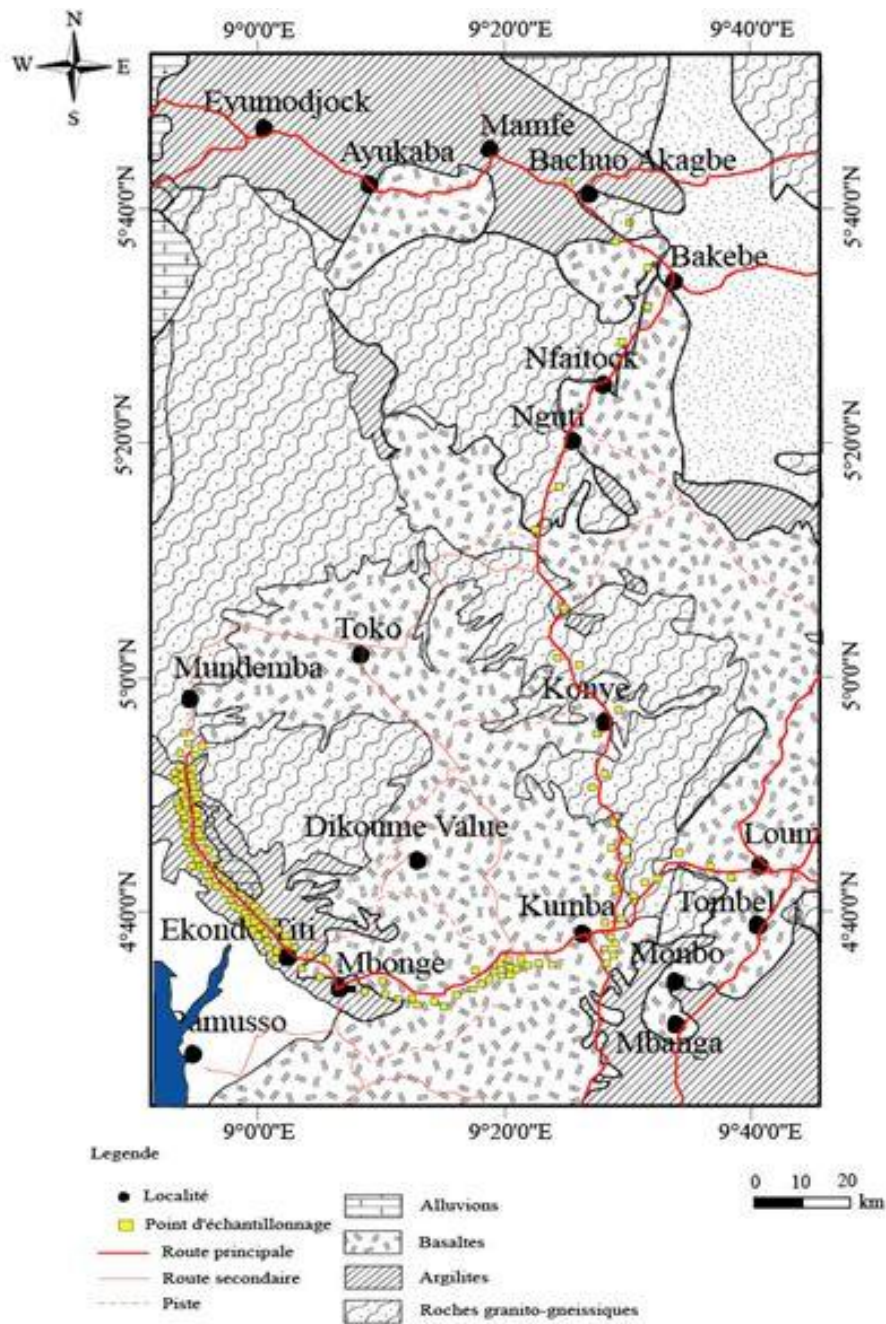 N
W E
S
9°0'0"E 9°20'0"E 9°40'0"E
Eyumodjock
Mamfe
Ayukaba
Bachuo Akagbe
5°40'0"N 5°40'0"N
Bakebe
Nfaitock
Nguti
5°20'0"N 5°20'0"N
Toko
Mundemba
5°0'0"N 5°0'0"N
Konye
Dikoume Value
Loum
Kumba
Tombel
4°40'0"N 4°40'0"N
Ekondo Titi
Mbonge
Monbo
Bamusso
Mbanga
9°0'0"E 9°20'0"E 9°40'0"E
Legende
Localité
Point d'échantillonnage
Route principale
Route secondaire
Piste
Alluvions
Basaltes
Argilites
Roches granito-gneissiques
0 10 20
km